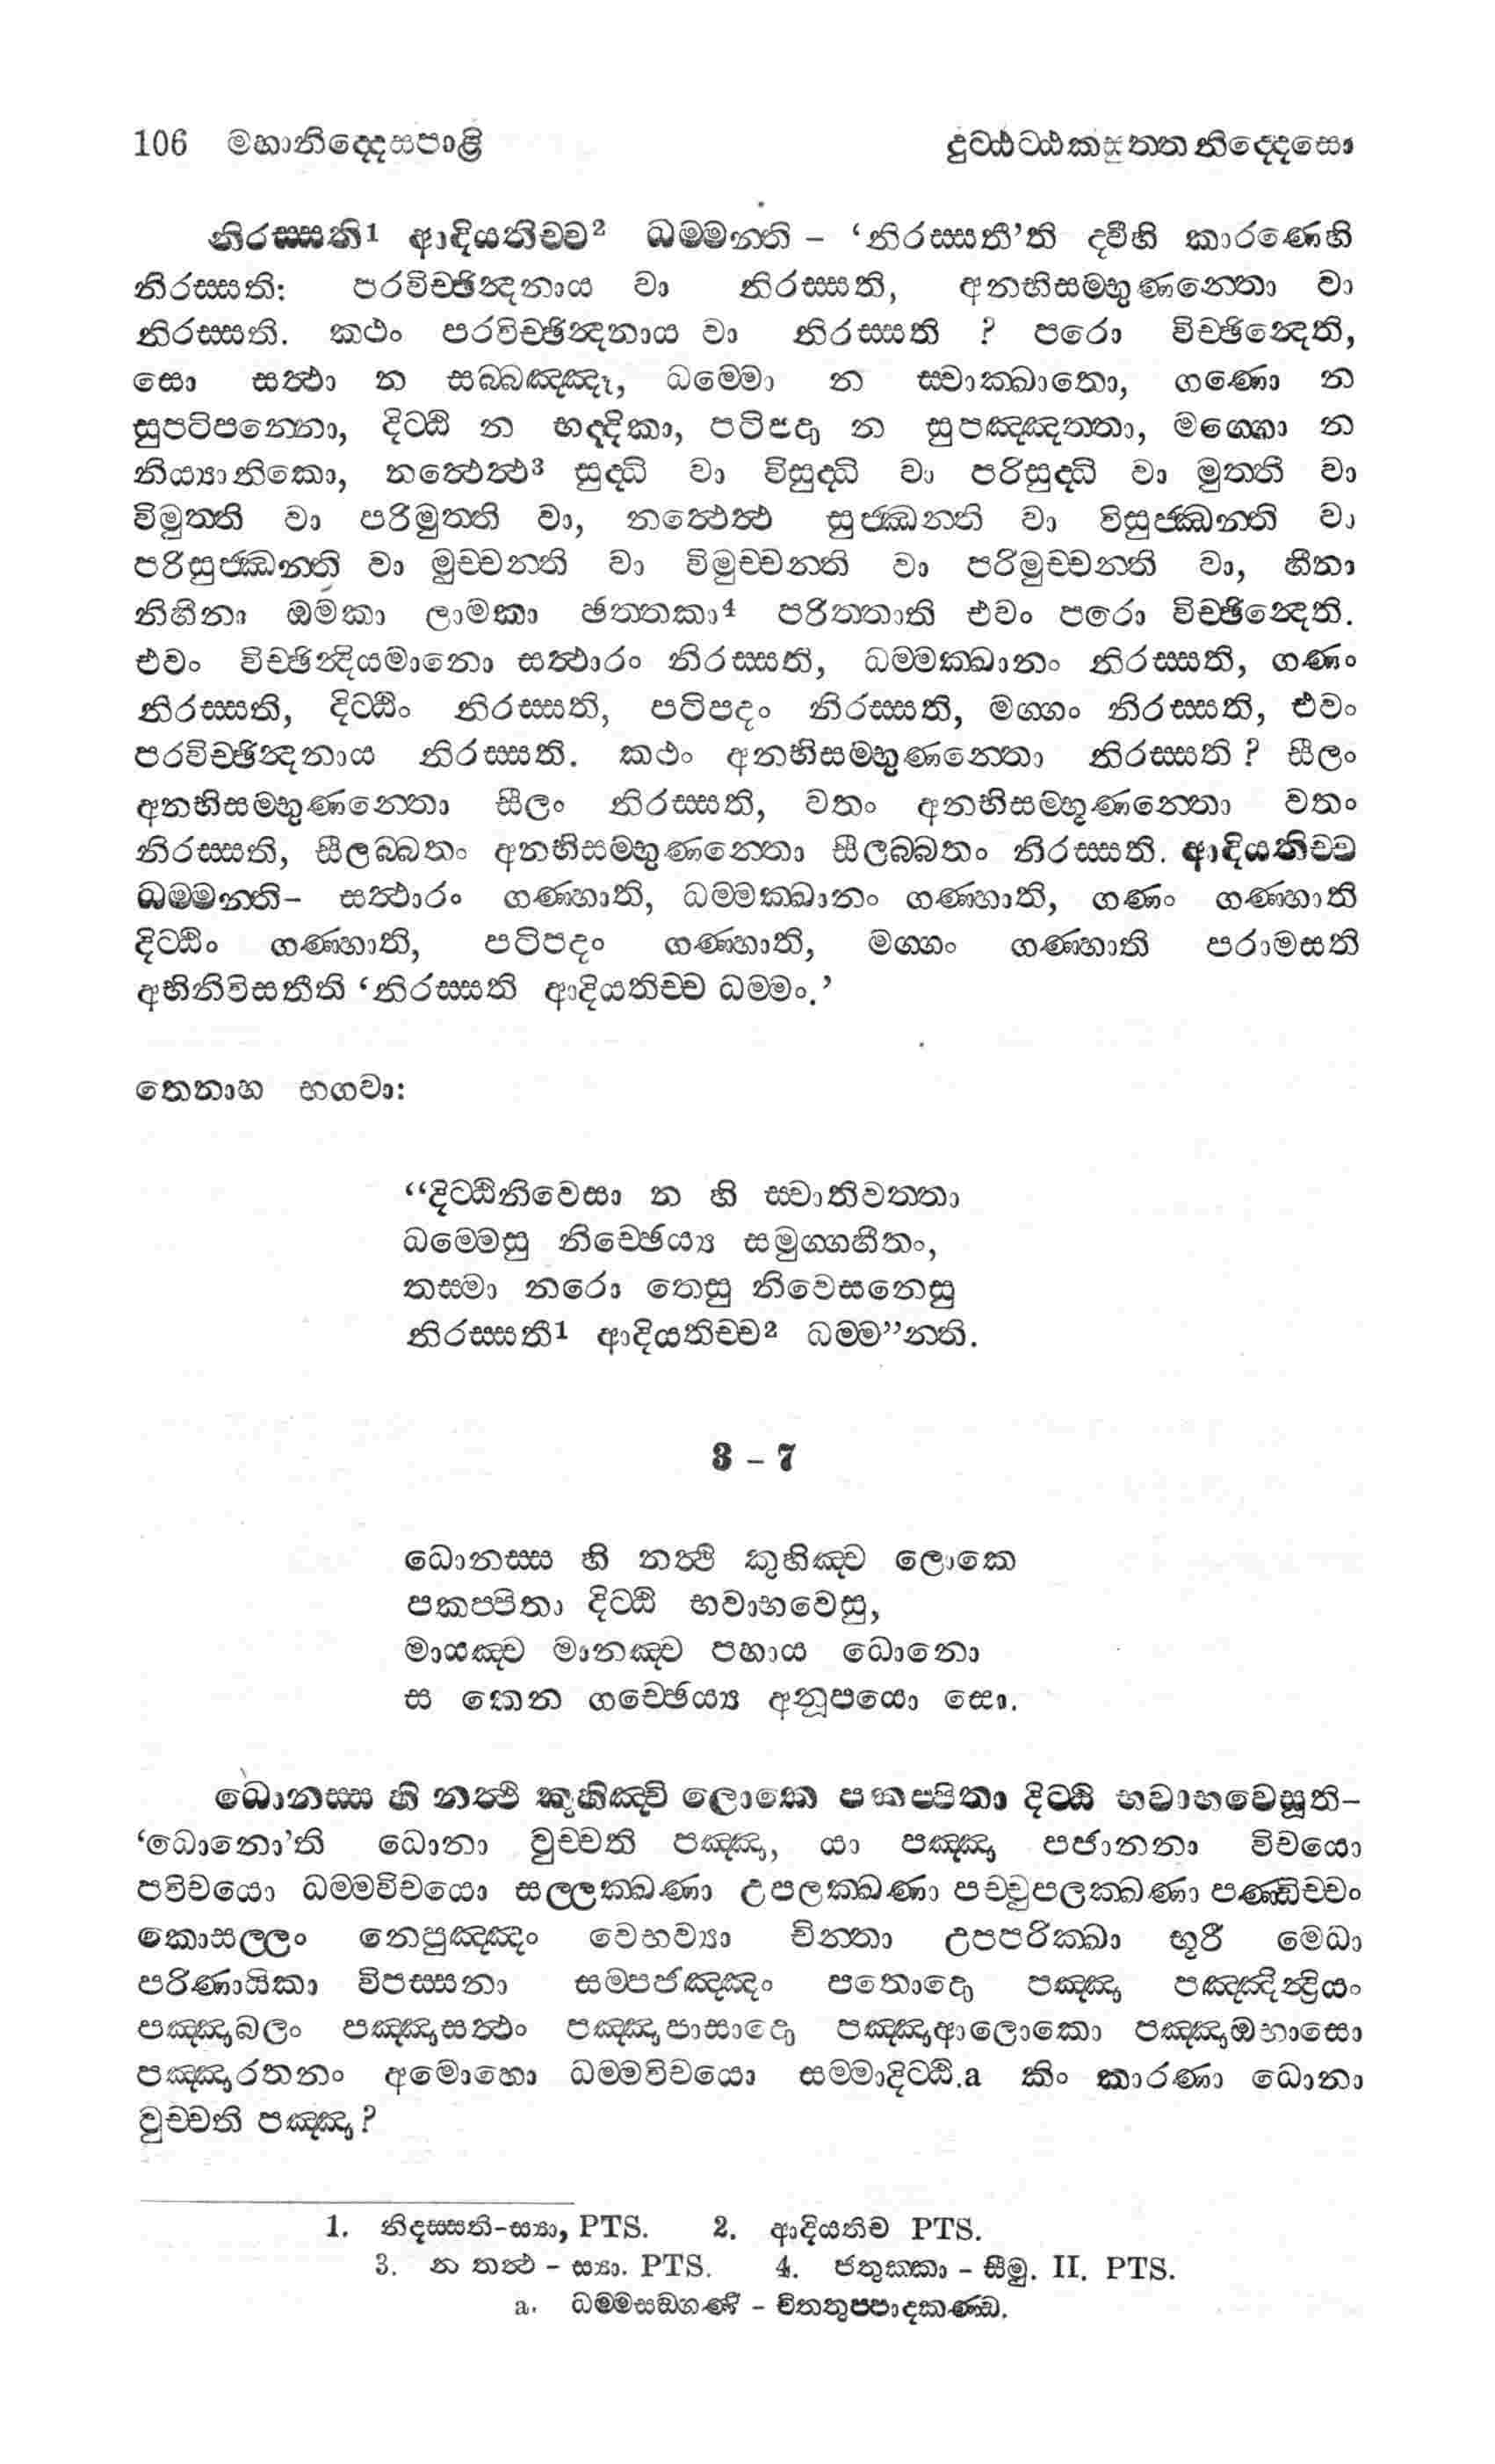 106 මහානිද්දෙසපාළි දුට්ඨට්ඨකසුත්තනිද්දෙසො
නිරස්සති1 ආදියතිච්ච2 ධම්මන්ති – ‘නිරස්සතී’ති ද්වීහි කාරණෙහි
නිරස්සති: පරවිච්ඡින්දනාය වා නිරස්සති, අනභිසම්භුණන්තො වා
නිරස්සති. කථං පරවිච්ඡින්දනාය වා නිරස්සති ? පරො විච්ඡින්දෙති,
සො සත්ථා න සබ්බඤ්ඤූ, ධම්මො න ස්වාක්ඛාතො, ගණො න
සුපටිපන්නො, දිට්ඨි න භද්දිකා, පටිපදා න සුපඤ්ඤත්තා, මග්ගො න
නිය්‍යානිකො, නත්ථෙත්ථ3 සුද්ධි වා විසුද්ධි වා පරිසුද්ධි වා මුත්ති වා
විමුත්ති වා පරිමුත්ති වා, නත්ථෙත්ථ සුජ්ඣන්ති වා විසුජ්ඣන්ති වා
පරිසුජ්ඣන්ති වා මුච්චන්ති වා විමුච්චන්ති වා පරිමුච්චන්ති වා, හීනා
නිහීනා ඔමකා ලාමකා ඡත්තකා4 පරිත්තාති එවං පරො විච්ඡින්දෙති.
එවං විච්ඡින්දියමානො සත්ථාරං නිරස්සති, ධම්මක්ඛානං නිරස්සති, ගණං
නිරස්සති, දිට්ඨිං නිරස්සති, පටිපදං නිරස්සති, මග්ගං නිරස්සති, එවං
පරවිච්ඡින්දනාය නිරස්සති. කථං අනභිසම්භුණන්තො නිරස්සති ? සීලං
අනභිසම්භුණන්තො සීලං නිරස්සති, වතං අනභිසම්භූණන්තො වතං
නිරස්සති, සීලබ්බතං අනභිසම්භුණන්තො සීලබ්බතං නිරස්සති. ආදියතිච්ච
ධම්මන්ති– සත්ථාරං ගණ්හාති, ධම්මක්ඛානං ගණ්හාති, ගණං ගණ්හාති
දිට්ඨිං ගණ්හාති, පටිපදං ගණ්හාති, මග්ගං ගණ්හාති පරාමසති
අභිනිවිසතීති ‘නිරස්සති ආදියතිච්ච ධම්මං.’
තෙනාහ භගවා:
“දිට්ඨිනිවෙසා න හි ස්වාතිවත්තා
ධම්මෙසු නිච්ඡෙය්‍ය සමුග්ගහීතං,
තස්මා නරො තෙසු නිවෙසනෙසු
නිරස්සතී1 ආදියතිච්ච2 ධම්ම”න්ති.
3 – 7
ධොනස්ස හි නත්ථි කුහිඤ්චි ලොකෙ
පකප්පිතා දිට්ඨි භවාභවෙසු,
මායඤ්ච මානඤ්ච පහාය ධොනො
ස කෙන ගච්ඡෙය්‍ය අනූපයො සො.
ධොනස්ස හි නත්ථි කුහිඤ්චි ලොකෙ පකප්පිතා දිට්ඨි භවාභවෙසූති–
‘ධොනො’ති ධොනා වුච්චති පඤ්ඤා, යා පඤ්ඤා පජානනා විචයො
පවිචයො ධම්මවිචයො සල්ලක්ඛණා උපලක්ඛණා පච්චුපලක්ඛණා පණ්ඩිච්චං
කොසල්ලං නෙපුඤ්ඤං වෙභව්‍යා චින්තා උපපරික්ඛා භූරී මෙධා
පරිණායිකා විපස්සනා සම්පජඤ්ඤං පතොදො පඤ්ඤා පඤ්ඤින්ද්‍රියං
පඤ්ඤාබලං පඤ්ඤාසත්ථං පඤ්ඤාපාසාදො පඤ්ඤාආලොකො පඤ්ඤාඔභාසො
පඤ්ඤාරතනං අමොහො ධම්මවිචයො සම්මාදිට්ඨි.a කිං කාරණා ධොනා
වුච්චති පඤ්ඤා?
1. නිදස්සති–ස්‍යා, PTS. 2. ආදියතිච PTS.
3. න තත්ථ – ස්‍යා. PTS. 4. ජතුක්කා – සීමු. II. PTS.
a. ධම්මසඞ්ගණි – චිත්තුප්පාදකණ්ඩ.